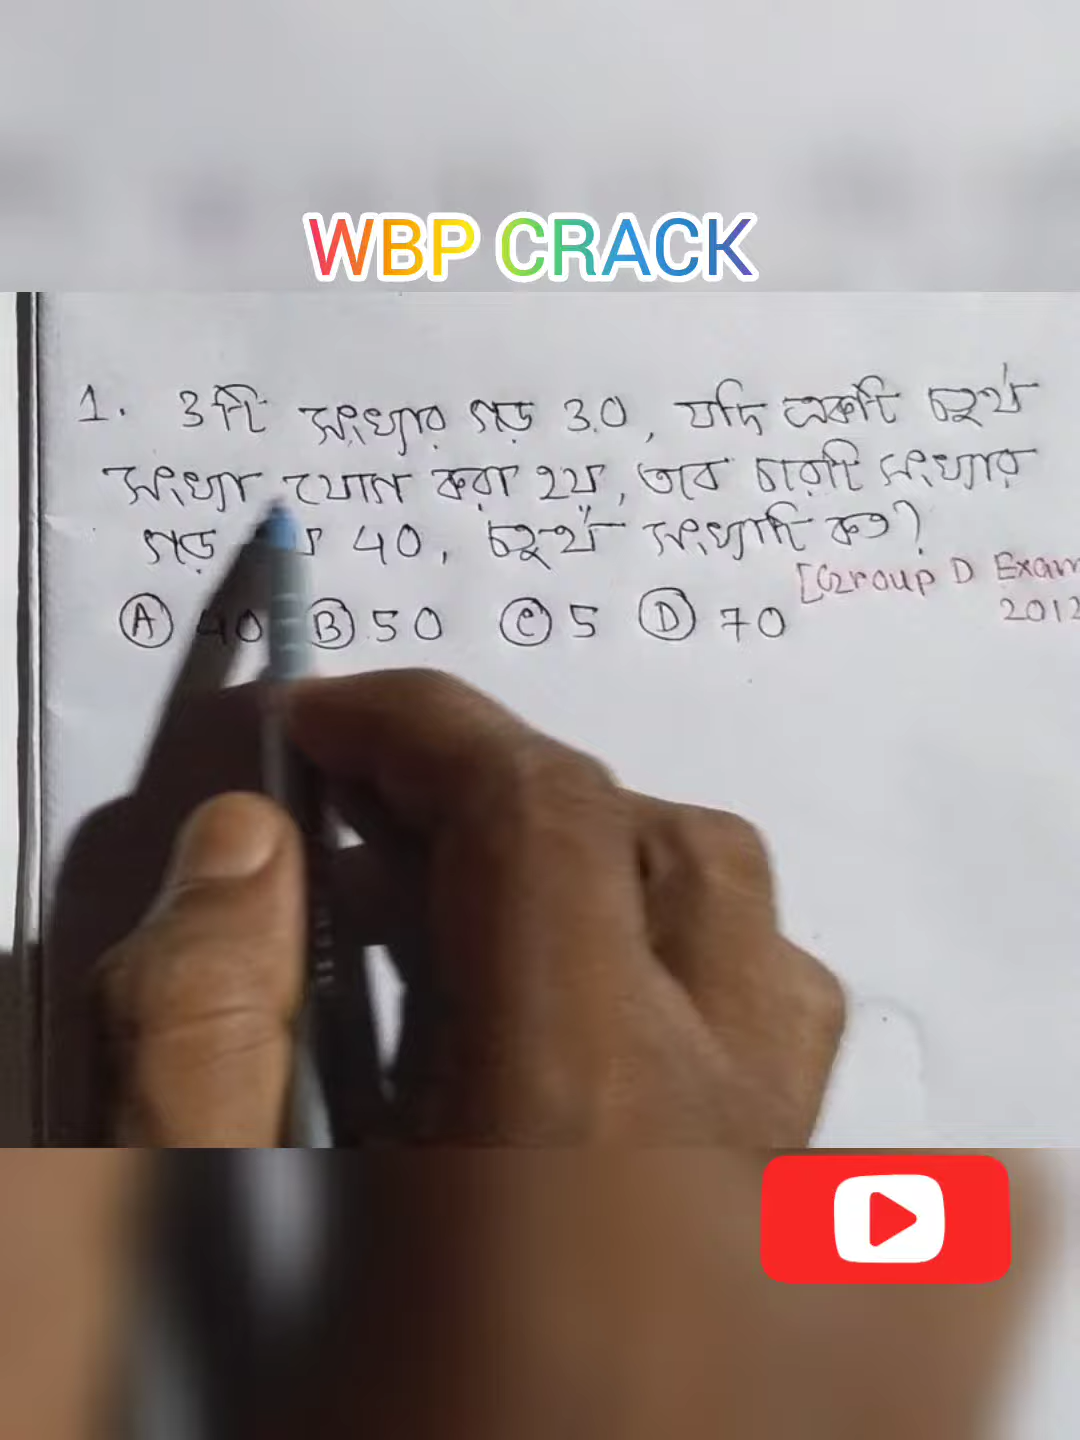 WBP CRACK
1. 3টি সংখ্যার গড় 30, যদি একটি চতুর্থ
সংখ্যা যোগ করা হয়, তবে চারটি সংখ্যার
গড় 40, চতুর্থ সংখ্যাটি কত?
[Group D Exam
2012
A 40 B 50 C 5 D 70